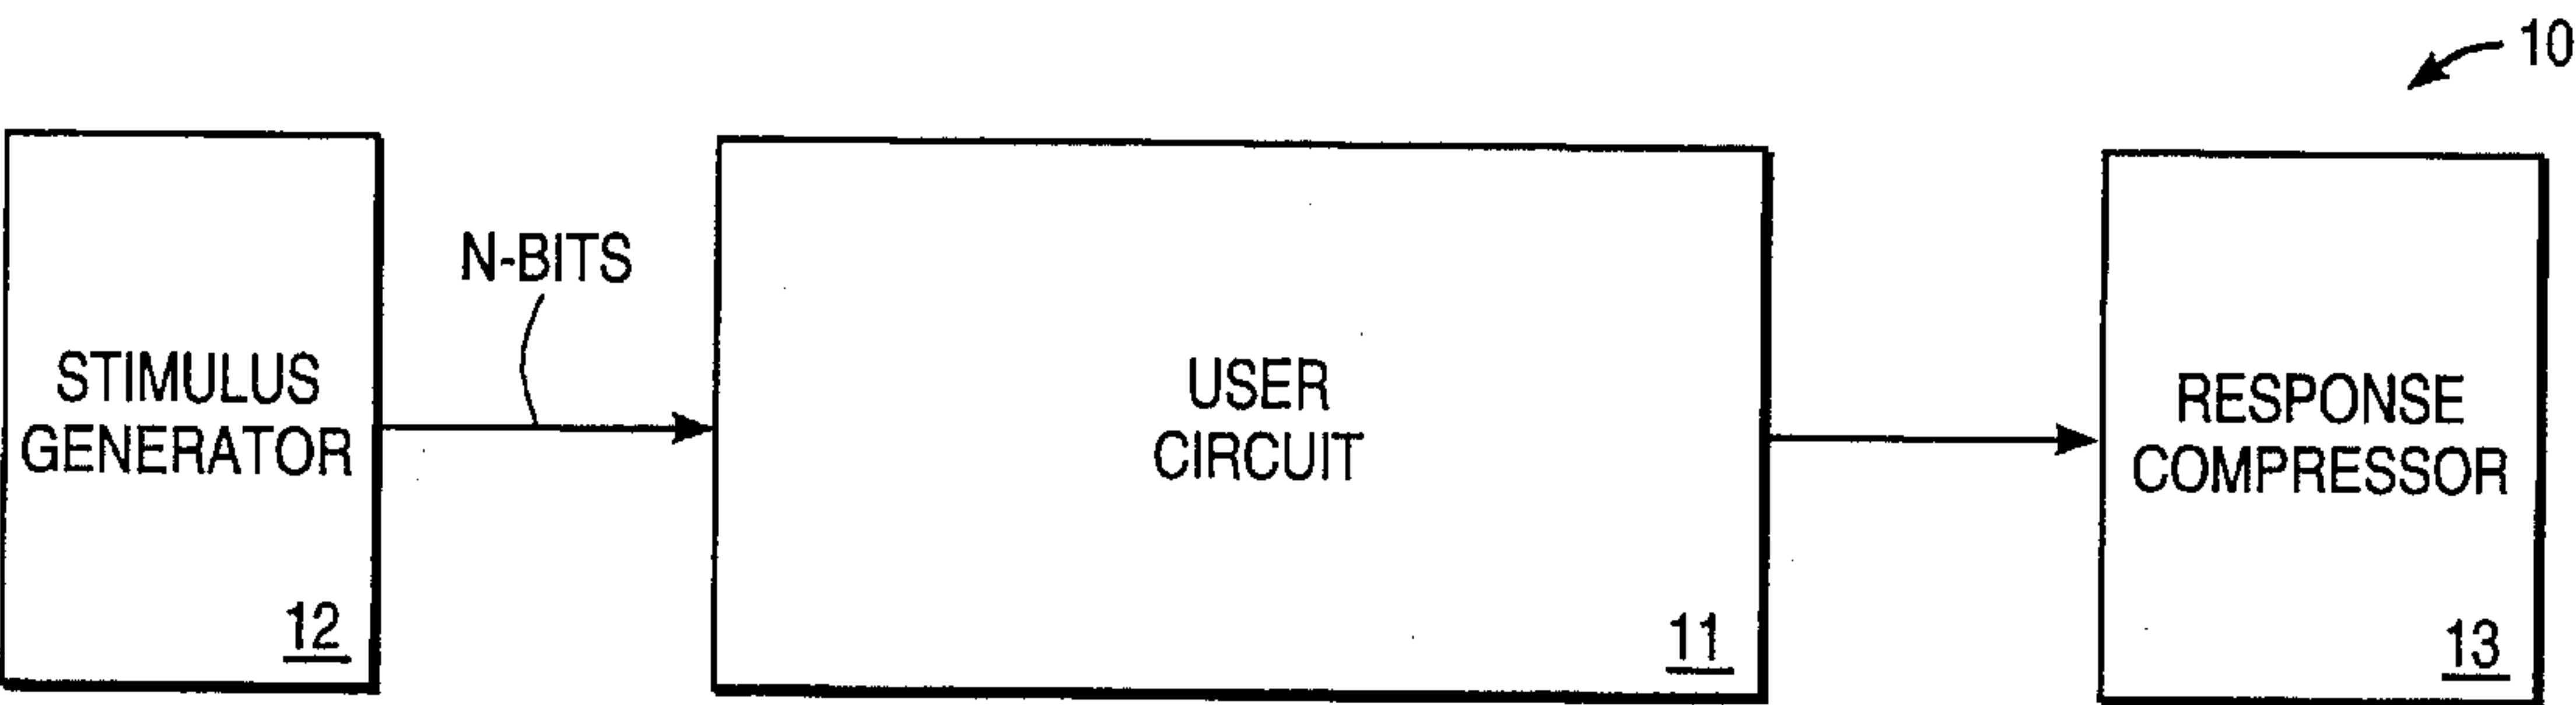 10
N-BITS
STIMULUS
GENERATOR
12
USER
CIRCUIT
11
RESPONSE
COMPRESSOR
13